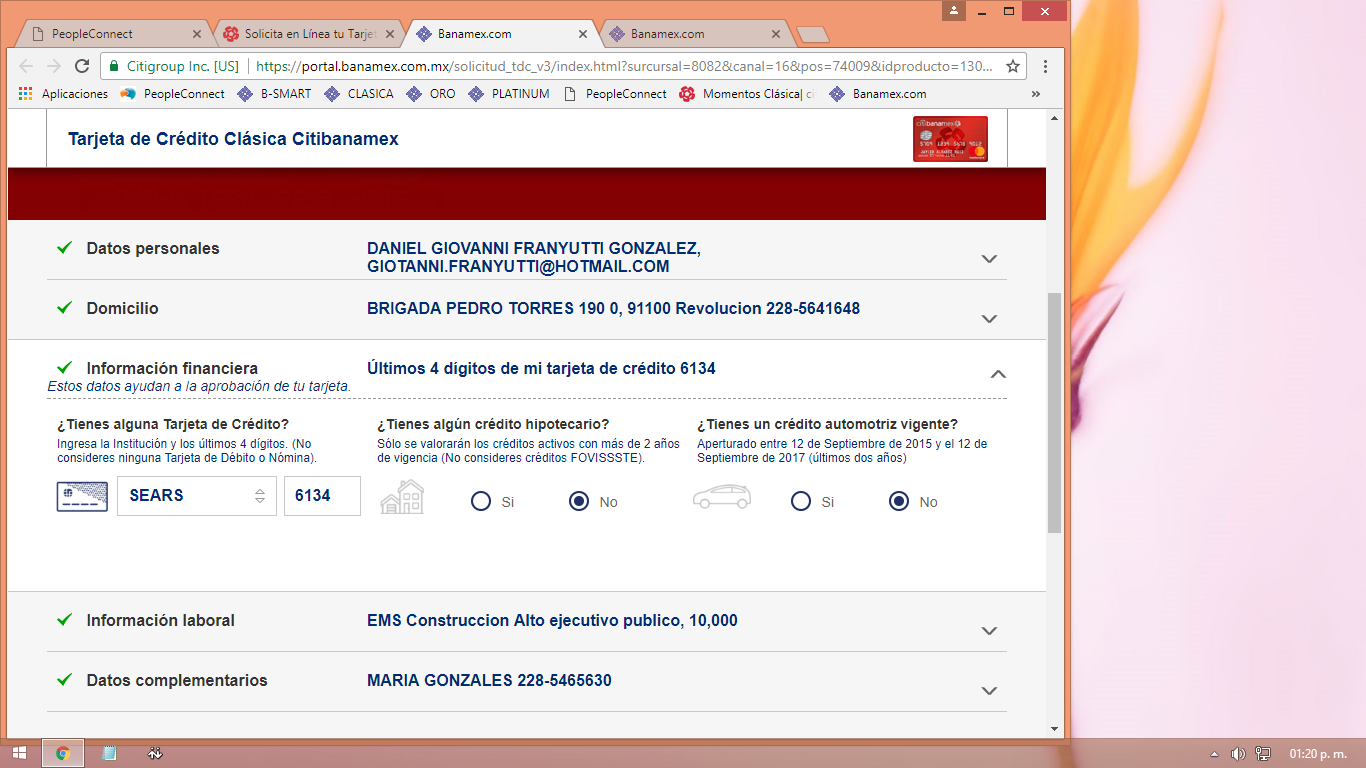 PeopleConnect
Solicita en Línea tu Tarje
Banamex.com
Banamex.com
Citigroup Inc. [US]
https://portal.banamex.com.mx/solicitud_tdc_v3/index.html?sursursal=8082&canal=16&pos=74009&idproducto=130...
Aplicaciones
PeopleConnect
B-SMART
CLASICA
ORO
PLATINUM
PeopleConnect
Momentos Clásica| ci
Banamex.com
»
Tarjeta de Crédito Clásica Citibanamex
citibanamex
Datos personales
DANIEL GIOVANNI FRANYUTTI GONZALEZ,
GIOTANNI.FRANYUTTI@HOTMAIL.COM
Domicilio
BRIGADA PEDRO TORRES 190 0, 91100 Revolucion 228-5641648
Información financiera
Últimos 4 dígitos de mi tarjeta de crédito 6134
Estos datos ayudan a la aprobación de tu tarjeta.
¿Tienes alguna Tarjeta de Crédito?
Ingresa la Institución y los últimos 4 dígitos. (No
consideres ninguna Tarjeta de Débito o Nómina).
SEARS
6134
¿Tienes algún crédito hipotecario?
Sólo se valorarán los créditos activos con más de 2 años
de vigencia (No consideres créditos FOVISSSTE).
Si
No
¿Tienes un crédito automotriz vigente?
Aperturado entre 12 de Septiembre de 2015 y el 12 de
Septiembre de 2017 (últimos dos años)
Si
No
Información laboral
EMS Construccion Alto ejecutivo publico, 10,000
Datos complementarios
MARIA GONZALES 228-5465630
01:20 p. m.